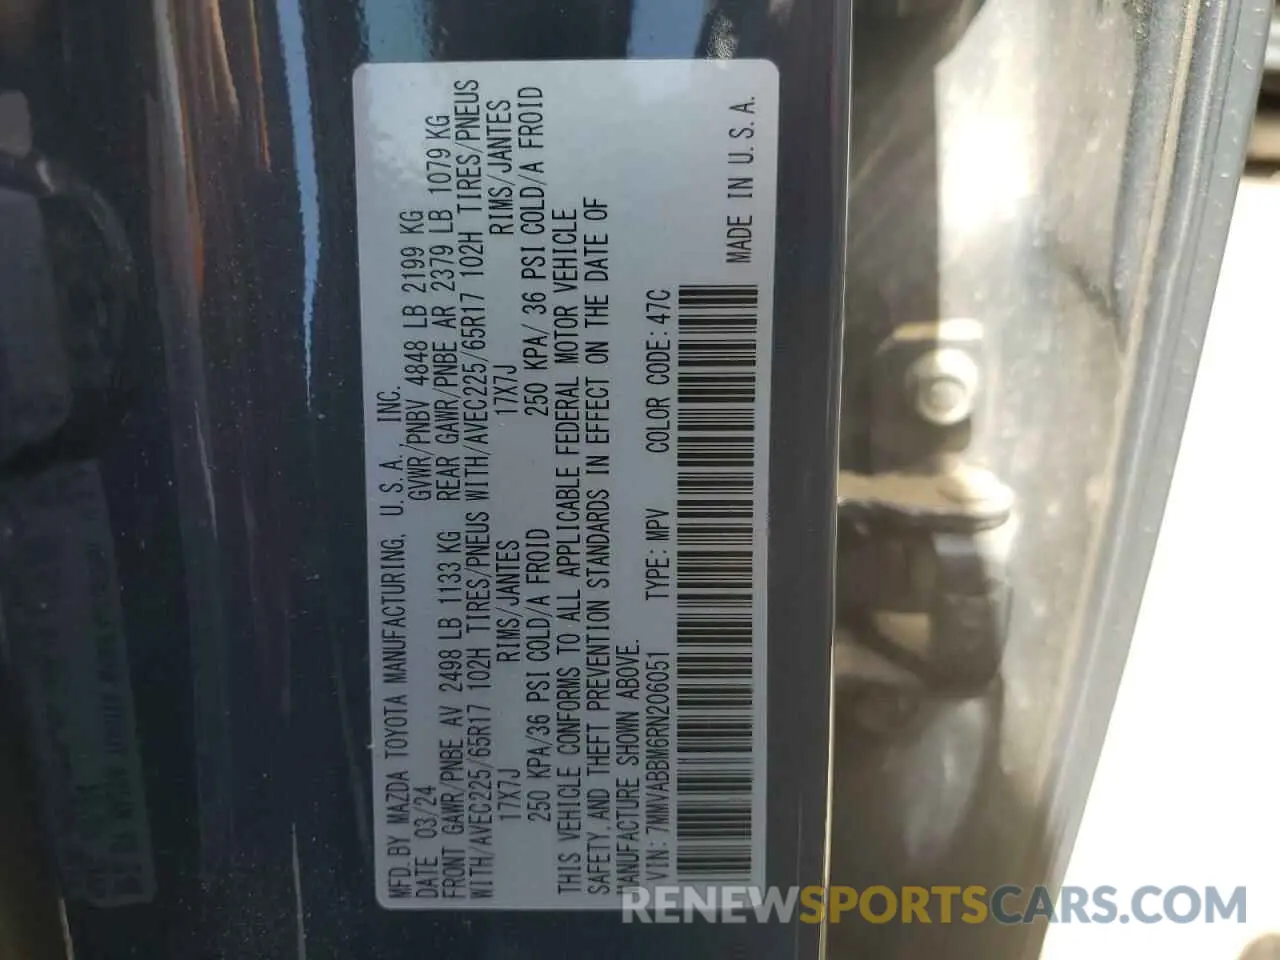 MFD. BY MAZDA TOYOTA MANUFACTURING, U.S.A., INC.
DATE 03/24 GVWR/PNBV 4848 LB 2199 KG
FRONT GAWR/PNBE AV 2498 LB 1133 KG REAR GAWR/PNBE AR 2379 LB 1079 KG
WITH/AVEC225/65R17 102H TIRES/PNEUS WITH/AVEC225/65R17 102H TIRES/PNEUS
17X7J RIMS/JANTES 17X7J RIMS/JANTES
250 KPA/36 PSI COLD/A FROID 250 KPA/ 36 PSI COLD/A FROID
THIS VEHICLE CONFORMS TO ALL APPLICABLE FEDERAL MOTOR VEHICLE
SAFETY, AND THEFT PREVENTION STANDARDS IN EFFECT ON THE DATE OF
MANUFACTURE SHOWN ABOVE.
VIN: 7MMVABBM6RN206051 TYPE: MPV COLOR CODE: 47C
MADE IN U.S.A.
RENEWSPORTSCARS.COM